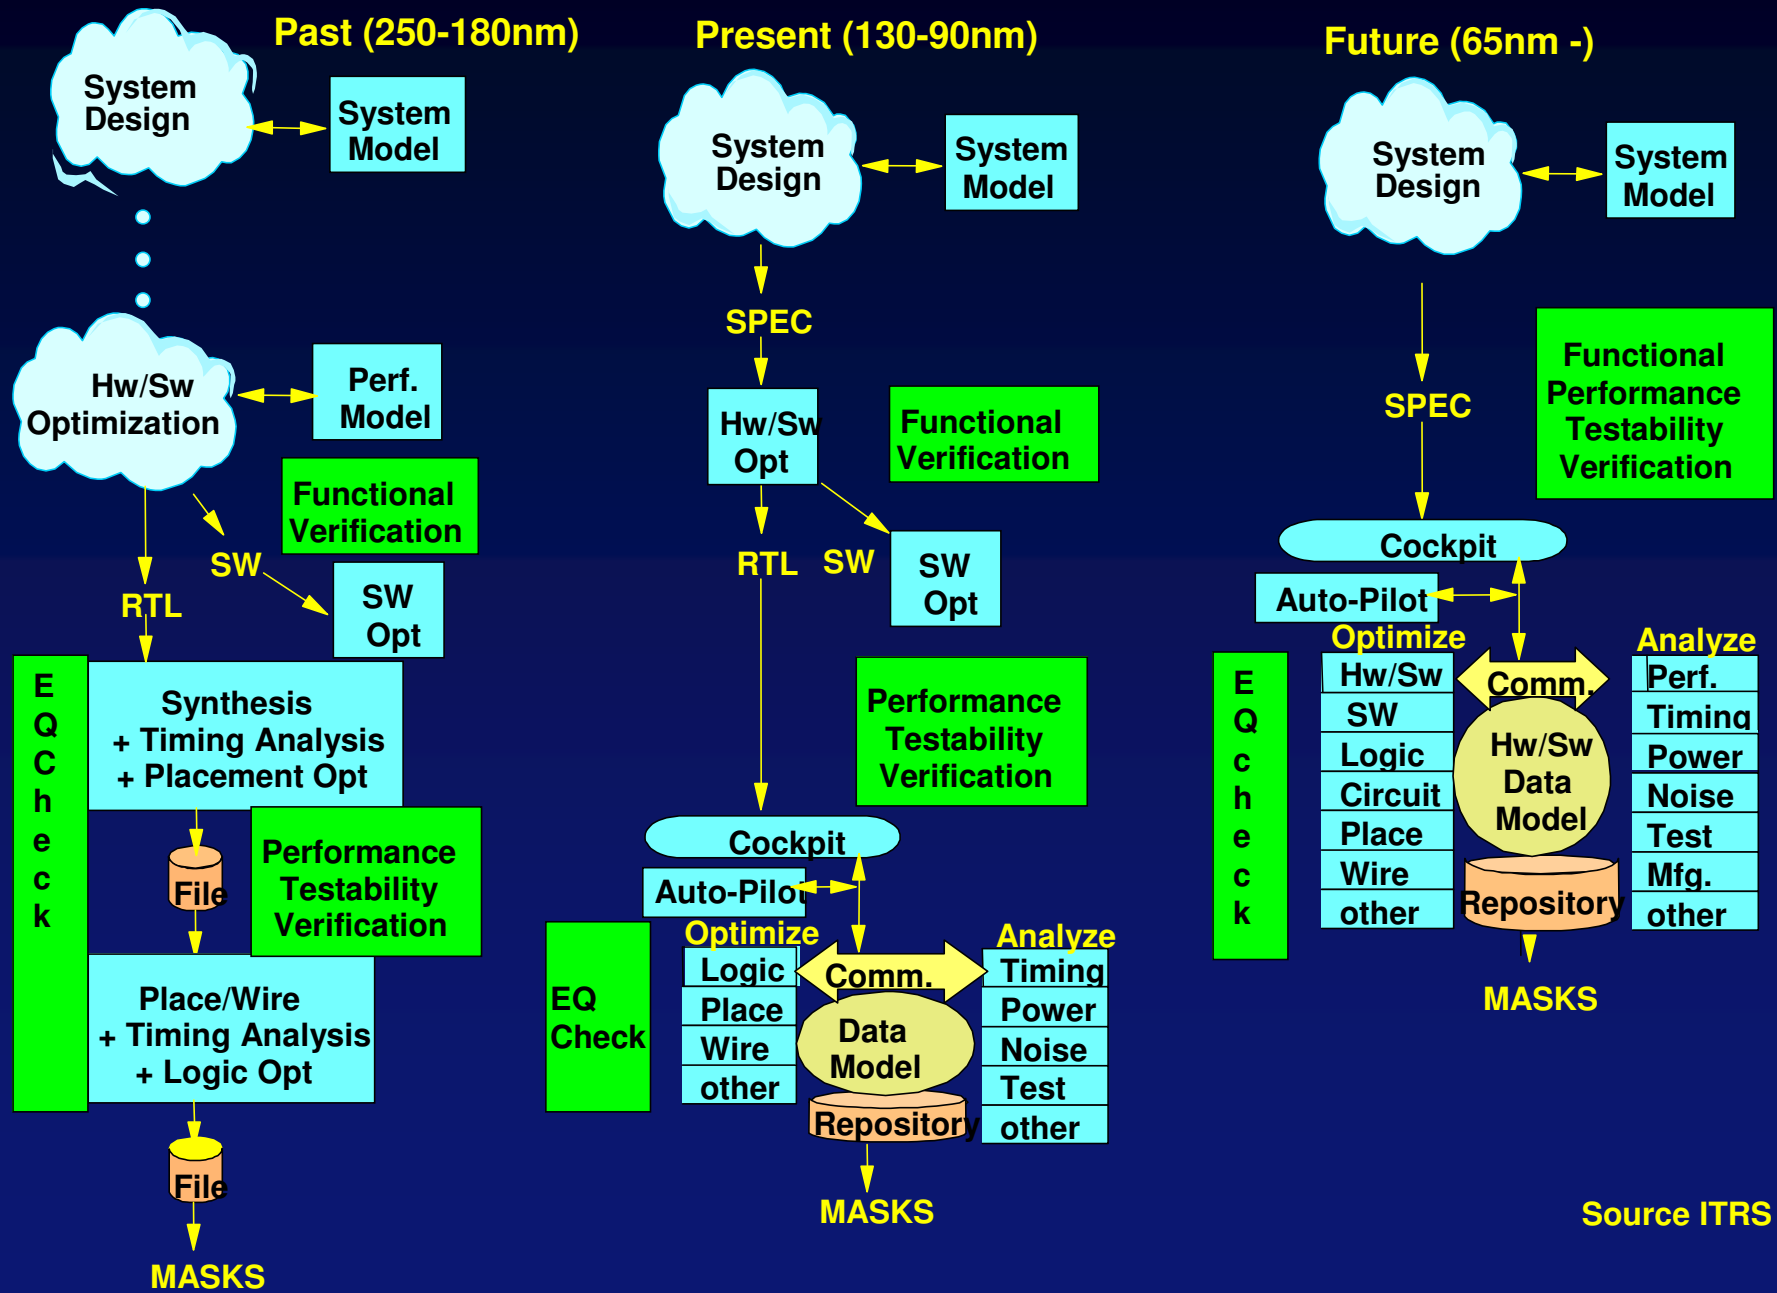 Past (250-180nm)
System
Design
System
Model
Hw/Sw
Optimization
Perf.
Model
Functional
Verification
SW
RTL
SW
Opt
E
Q
C
h
e
c
k
Synthesis
+ Timing Analysis
+ Placement Opt
File
Performance
Testability
Verification
Place/Wire
+ Timing Analysis
+ Logic Opt
File
MASKS
Present (130-90nm)
System
Design
System
Model
SPEC
Hw/Sw
Opt
Functional
Verification
RTL
SW
SW
Opt
Performance
Testability
Verification
Cockpit
Auto-Pilot
EQ
Check
Optimize
Logic
Place
Wire
other
Comm.
Data
Model
Repository
Analyze
Timing
Power
Noise
Test
other
MASKS
Future (65nm -)
System
Design
System
Model
SPEC
Functional
Performance
Testability
Verification
Cockpit
Auto-Pilot
E
Q
c
h
e
c
k
Optimize
Hw/Sw
SW
Logic
Circuit
Place
Wire
other
Comm.
Hw/Sw
Data
Model
Repository
Analyze
Perf.
Timing
Power
Noise
Test
Mfg.
other
MASKS
Source ITRS